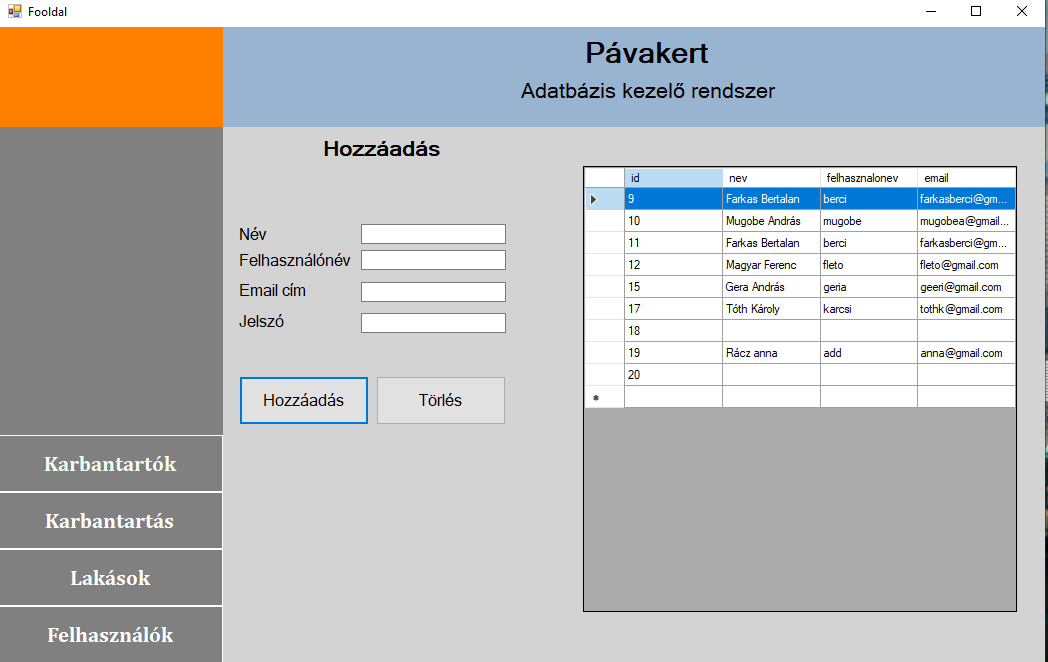 Fooldal
Pávakert
Adatbázis kezelő rendszer
Hozzáadás
Név
Felhasználónév
Email cím
Jelszó
Hozzáadás Törlés
id nev felhasznalonev email
9 Farkas Bertalan berci farkasberci@gm...
10 Mugobe András mugobe mugobea@gmail...
11 Farkas Bertalan berci farkasberci@gm...
12 Magyar Ferenc fleto fleto@gmail.com
15 Gera András geria geeri@gmail.com
17 Tóth Károly karcsi tothk@gmail.com
18
19 Rácz anna add anna@gmail.com
20
Karbantartók
Karbantartás
Lakások
Felhasználók